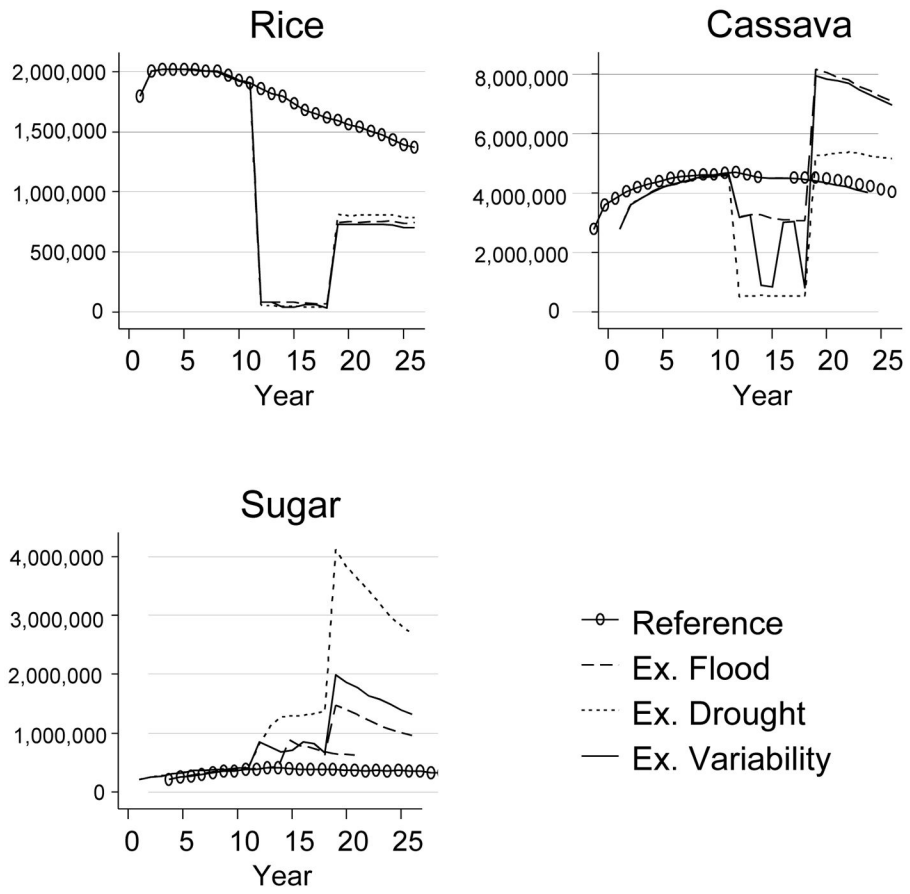 Rice
2,000,000
1,500,000
1,000,000
500,000
0
0 5 10 15 20 25
Year
Cassava
8,000,000
6,000,000
4,000,000
2,000,000
0
0 5 10 15 20 25
Year
Sugar
4,000,000
3,000,000
2,000,000
1,000,000
0
0 5 10 15 20 25
Year
Reference
Ex. Flood
Ex. Drought
Ex. Variability